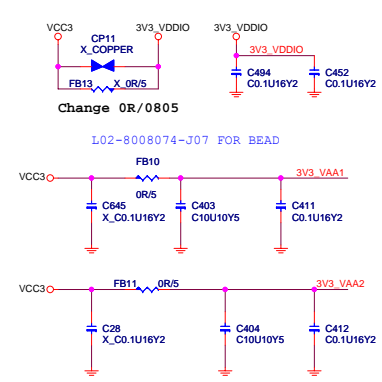 VCC3 3V3_VDDIO 3V3_VDDIO
CP11
X_COPPER
3V3_VDDIO
FB13 X_0R/5
C494 C452
C0.1U16Y2 C0.1U16Y2
Change 0R/0805
L02-8008074-J07 FOR BEAD
FB10
VCC3 3V3_VAA1
0R/5
C645 C403 C411
X_C0.1U16Y2 C10U10Y5 C0.1U16Y2
FB11 0R/5 3V3_VAA2
VCC3
C28 C404 C412
X_C0.1U16Y2 C10U10Y5 C0.1U16Y2